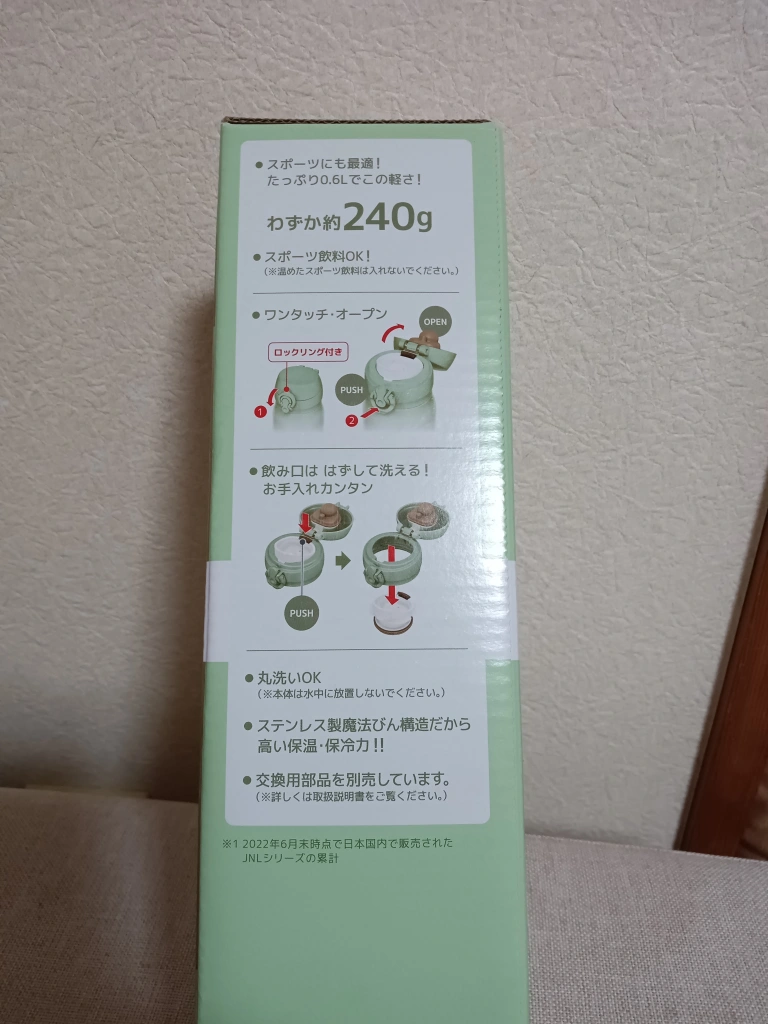 ●スポーツにも最適！
たっぷり0.6Lでこの軽さ！
わずか約240g
●スポーツ飲料OK！
（※温めたスポーツ飲料は入れないでください。）
●ワンタッチ・オープン
OPEN
ロックリング付き
PUSH
1
2
●飲み口は はずして洗える！
お手入れカンタン
PUSH
●丸洗いOK
（※本体は水中に放置しないでください。）
●ステンレス製魔法びん構造だから
高い保温・保冷力!!
●交換用部品を別売しています。
（※詳しくは取扱説明書をご覧ください。）
※1 2022年6月末時点で日本国内で販売された
JNLシリーズの累計